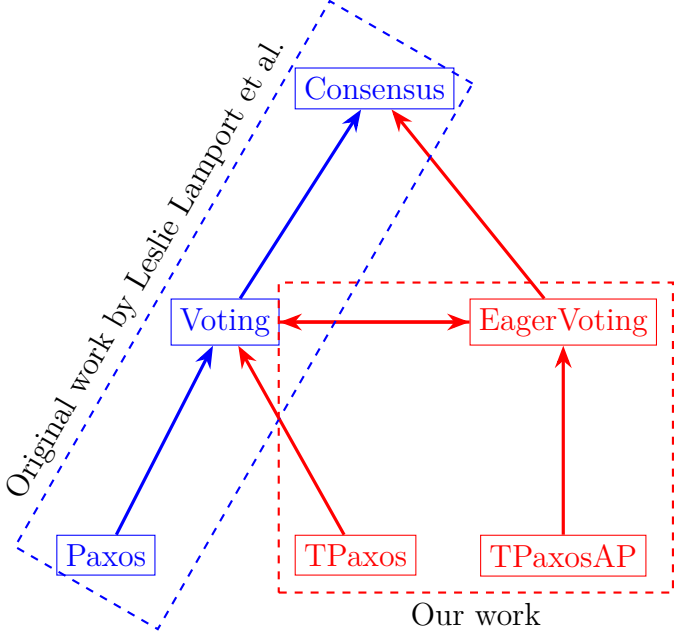 Original work by Leslie Lamport et al.
Consensus
Voting
EagerVoting
Paxos
TPaxos
TPaxosAP
Our work